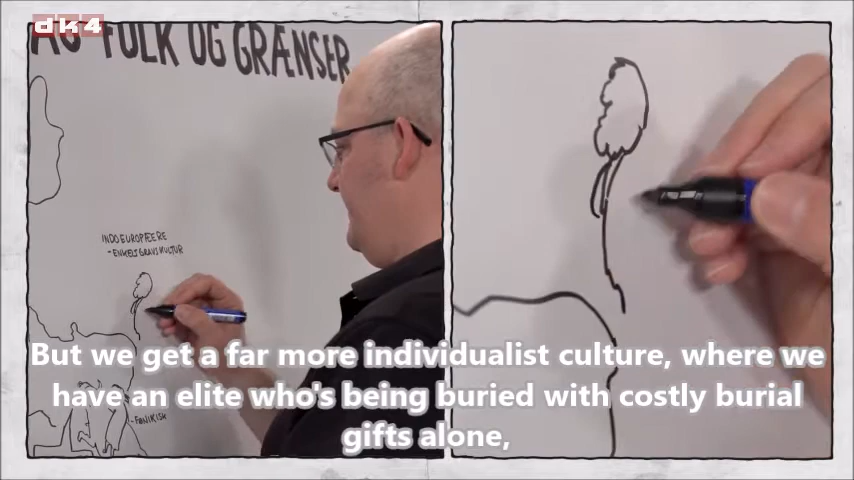 dk4
AG FOLK OG GRÆNSER
INDOEUROPÆERE
-ENKELTGRAVSKULTUR
-FØNIKISK
But we get a far more individualist culture, where we
have an elite who's being buried with costly burial
gifts alone,